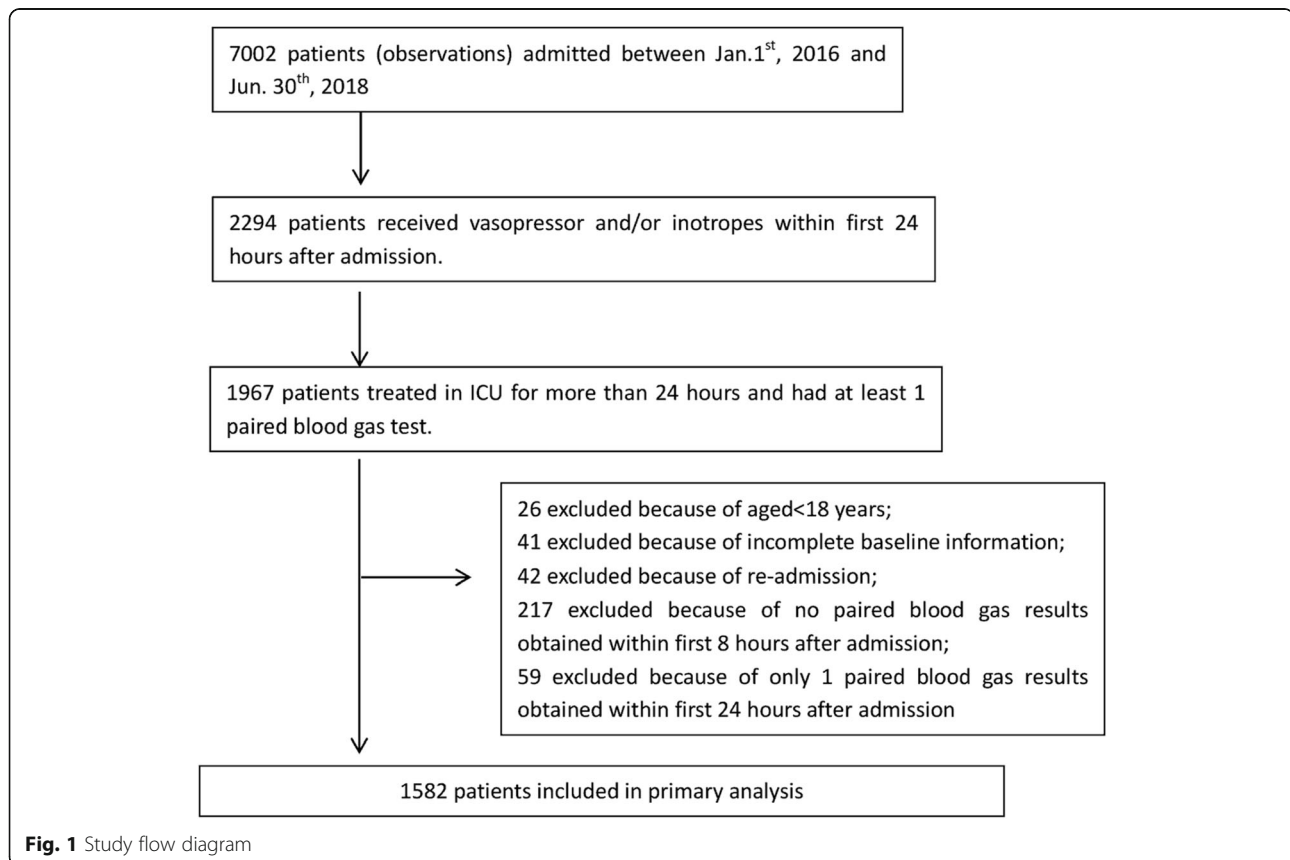 7002 patients (observations) admitted between Jan.1st, 2016 and
Jun. 30th, 2018
2294 patients received vasopressor and/or inotropes within first 24
hours after admission.
1967 patients treated in ICU for more than 24 hours and had at least 1
paired blood gas test.
26 excluded because of aged<18 years;
41 excluded because of incomplete baseline information;
42 excluded because of re-admission;
217 excluded because of no paired blood gas results
obtained within first 8 hours after admission;
59 excluded because of only 1 paired blood gas results
obtained within first 24 hours after admission
1582 patients included in primary analysis
Fig. 1 Study flow diagram